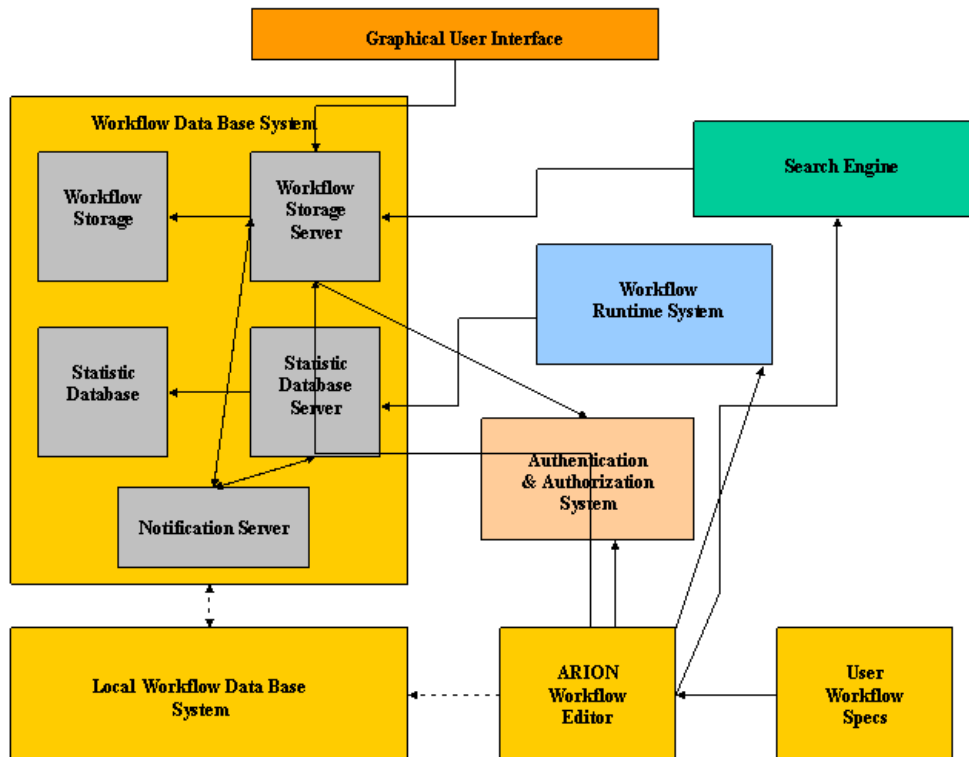 Graphical User Interface
Workflow Data Base System
Workflow
Storage
Workflow
Storage
Server
Search Engine
Workflow
Runtime System
Statistic
Database
Statistic
Database
Server
Authentication
& Authorization
System
Notification Server
Local Workflow Data Base
System
ARION
Workflow
Editor
User
Workflow
Specs